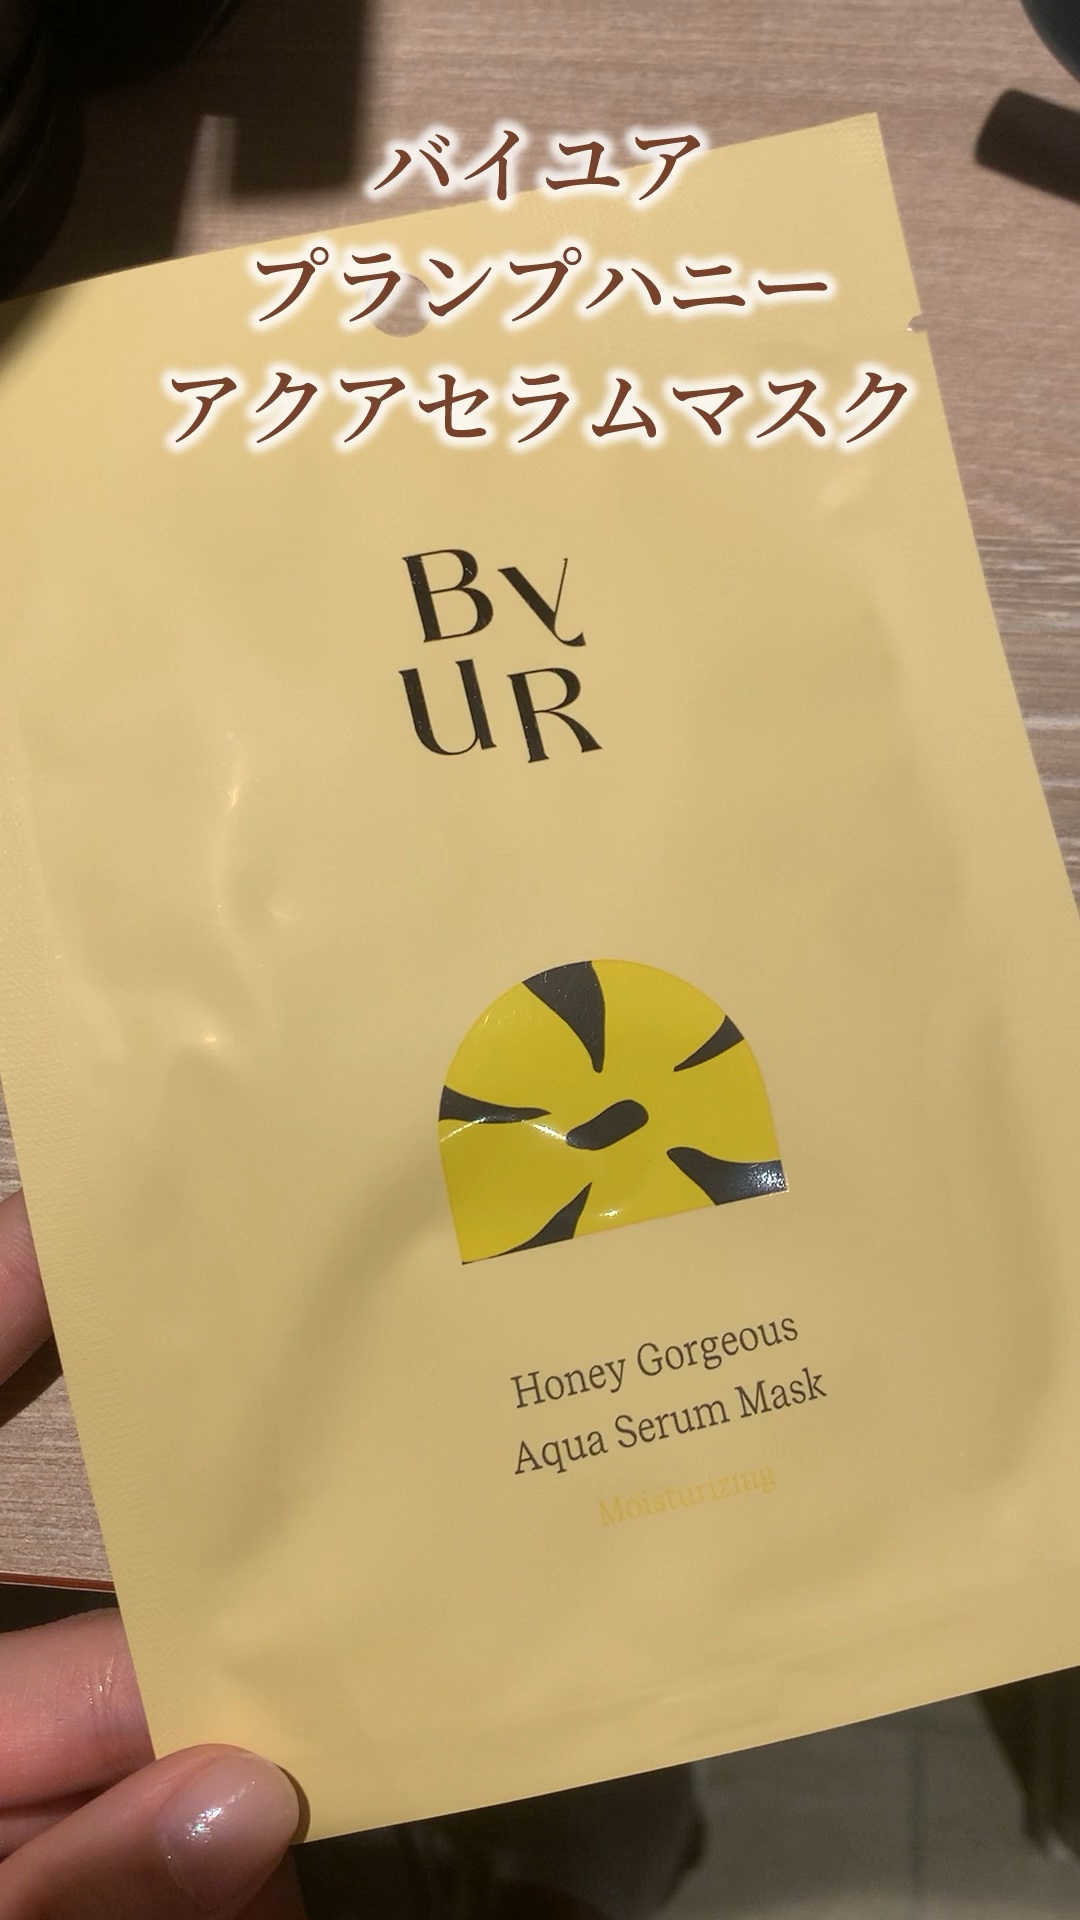 バイユア
プランプハニー
アクアセラムマスク
By
UR
Honey Gorgeous
Aqua Serum Mask
Moisturizing